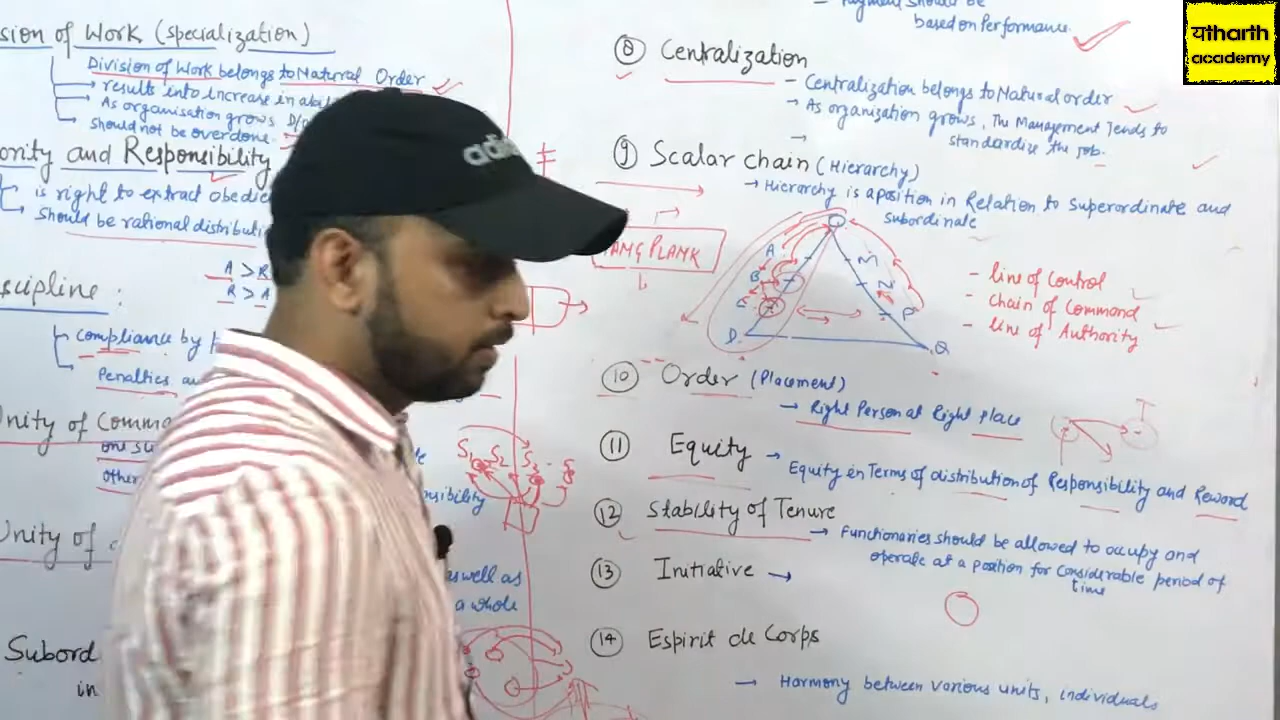 sion of Work (specialization)
Division of Work belongs to Natural Order
results into increase in
As organisation grows
should not be overdone.
ority and Responsibility
is right to extract
should be rational
A > R
R > A
scipline :
compliance by
Penalties
Unity of
other
Unity of
Subord
in
S1 S2 S3
as well as
a whole
Payment should be
based on Performance.
8 Centralization
Centralization belongs to Natural order
As organization grows, The Management Tends to
standardize the job.
9 Scalar chain (Hierarchy)
Hierarchy is a position in Relation to Superordinate and
subordinate
PLANK
A
B
C
D
M
N
P
Q
- line of Control
- chain of Command
- line of Authority
10 Order (Placement)
Right Person at Right place
11 Equity
Equity in Terms of distribution of Responsibility and Reword
12 Stability of Tenure
Functionaries should be allowed to occupy and
operate at a position for Considerable period of
time
13 Initiative
14 Espirit de Corps
Harmony between various units, individuals
adi
यtharth
academy